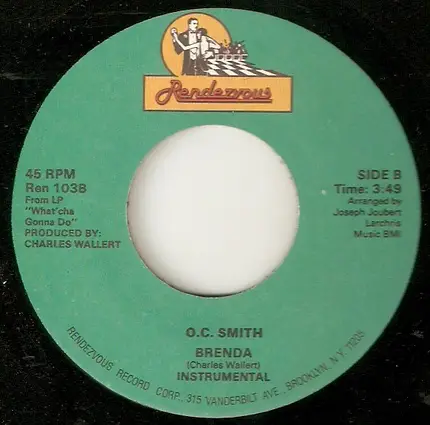 Rendezvous
45 RPM
Ren 103B
From LP
"What'cha
Gonna Do"
PRODUCED BY:
CHARLES WALLERT
SIDE B
Time: 3:49
Arranged by
Joseph Joubert
Larchris
Music BMI
O.C. SMITH
BRENDA
(Charles Wallert)
INSTRUMENTAL
RENDEZVOUS RECORD CORP., 315 VANDERBILT AVE., BROOKLYN, N.Y. 11205